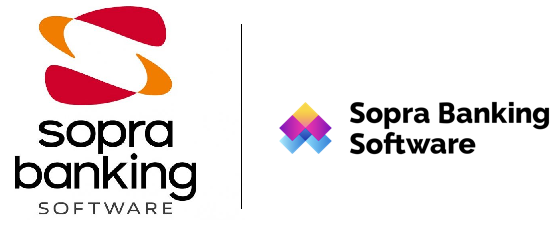 sopra
banking
SOFTWARE
Sopra Banking
Software